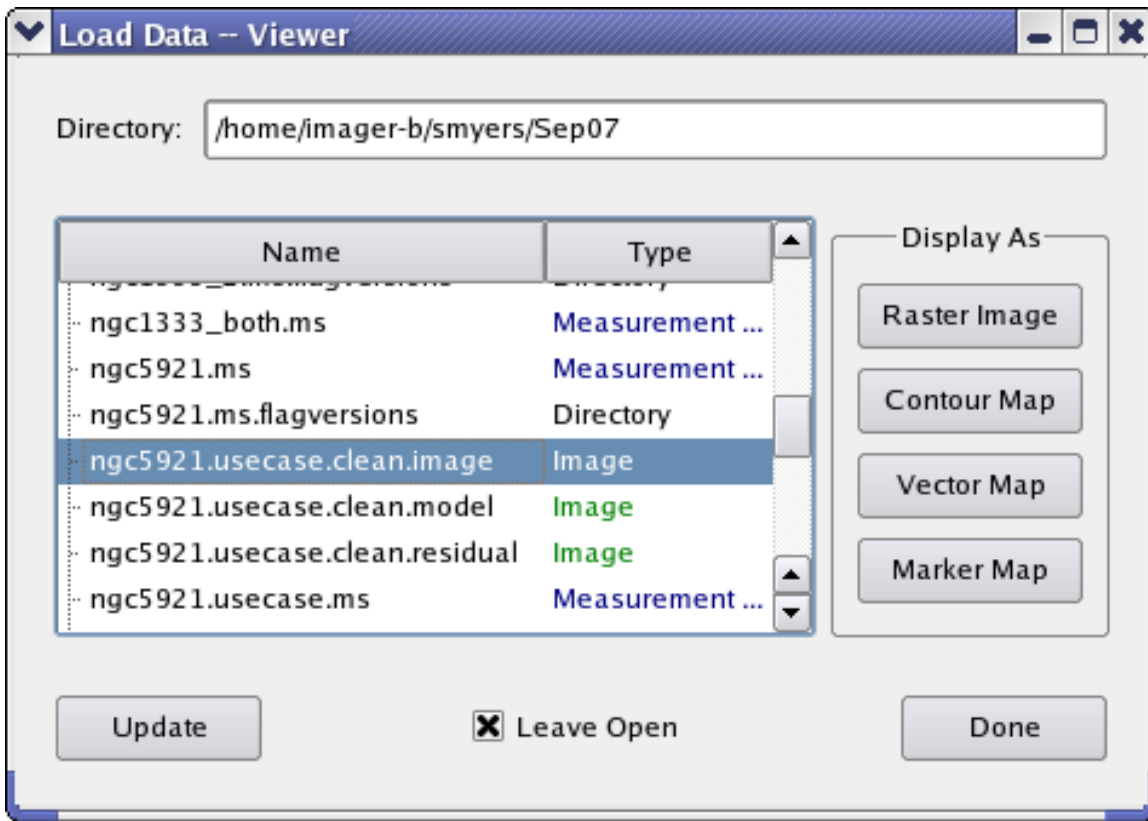 Load Data -- Viewer
Directory: /home/imager-b/smyers/Sep07
Name Type
Directory
ngc1333_both.ms Measurement ...
ngc5921.ms Measurement ...
ngc5921.ms.flagversions Directory
ngc5921.usecase.clean.image Image
ngc5921.usecase.clean.model Image
ngc5921.usecase.clean.residual Image
ngc5921.usecase.ms Measurement ...
Display As
Raster Image
Contour Map
Vector Map
Marker Map
Update
Leave Open
Done